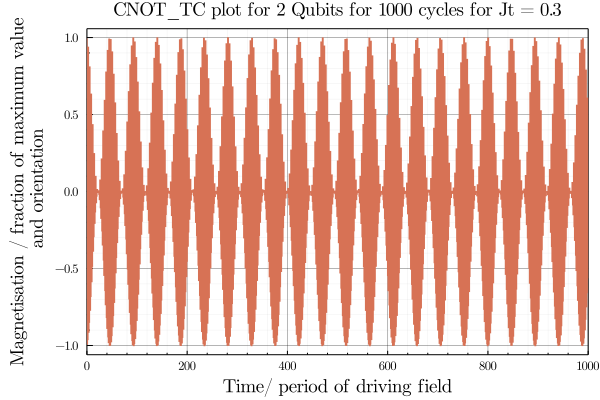 CNOT_TC plot for 2 Qubits for 1000 cycles for Jt = 0.3
Magnetisation / fraction of maximum value
and orientation
1.0
0.5
0.0
−0.5
−1.0
0
200
400
600
800
1000
Time/ period of driving field